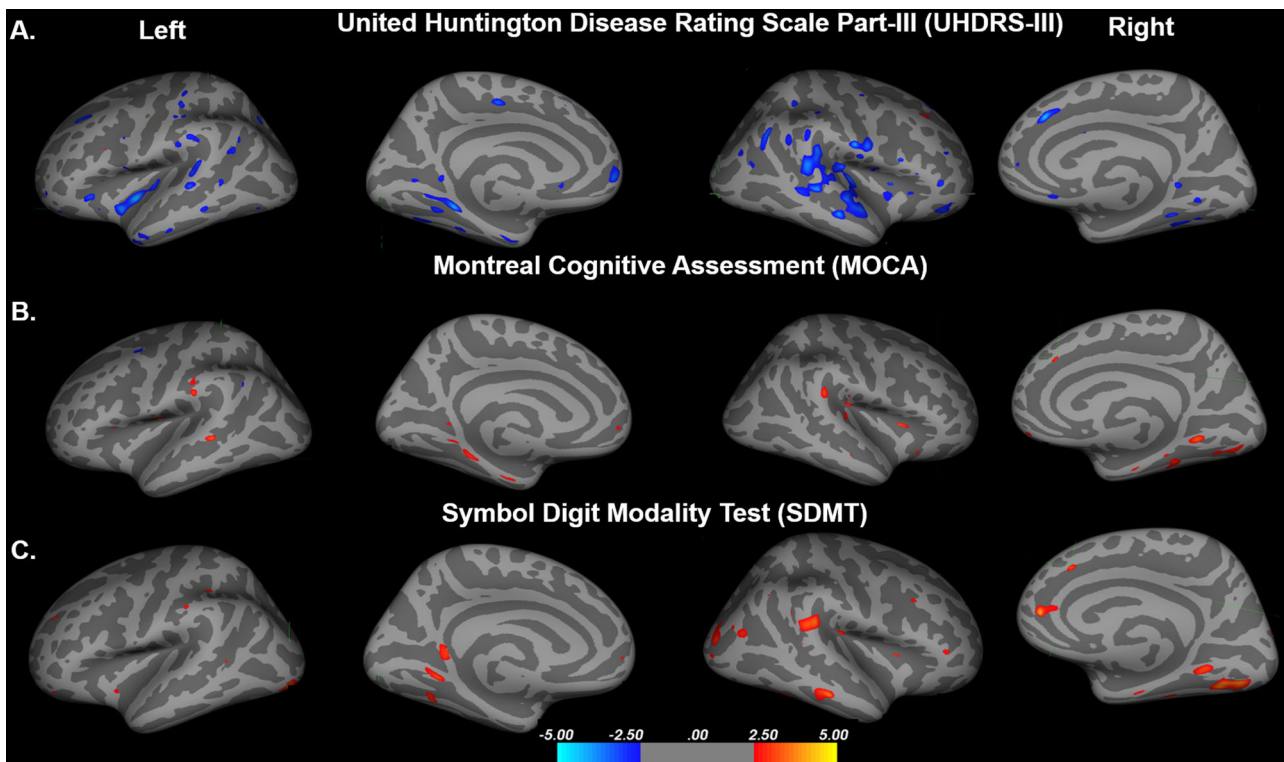 A.
Left
United Huntington Disease Rating Scale Part-III (UHDRS-III)
Right
Montreal Cognitive Assessment (MOCA)
B.
Symbol Digit Modality Test (SDMT)
C.
-5.00 -2.50 .00 2.50 5.00